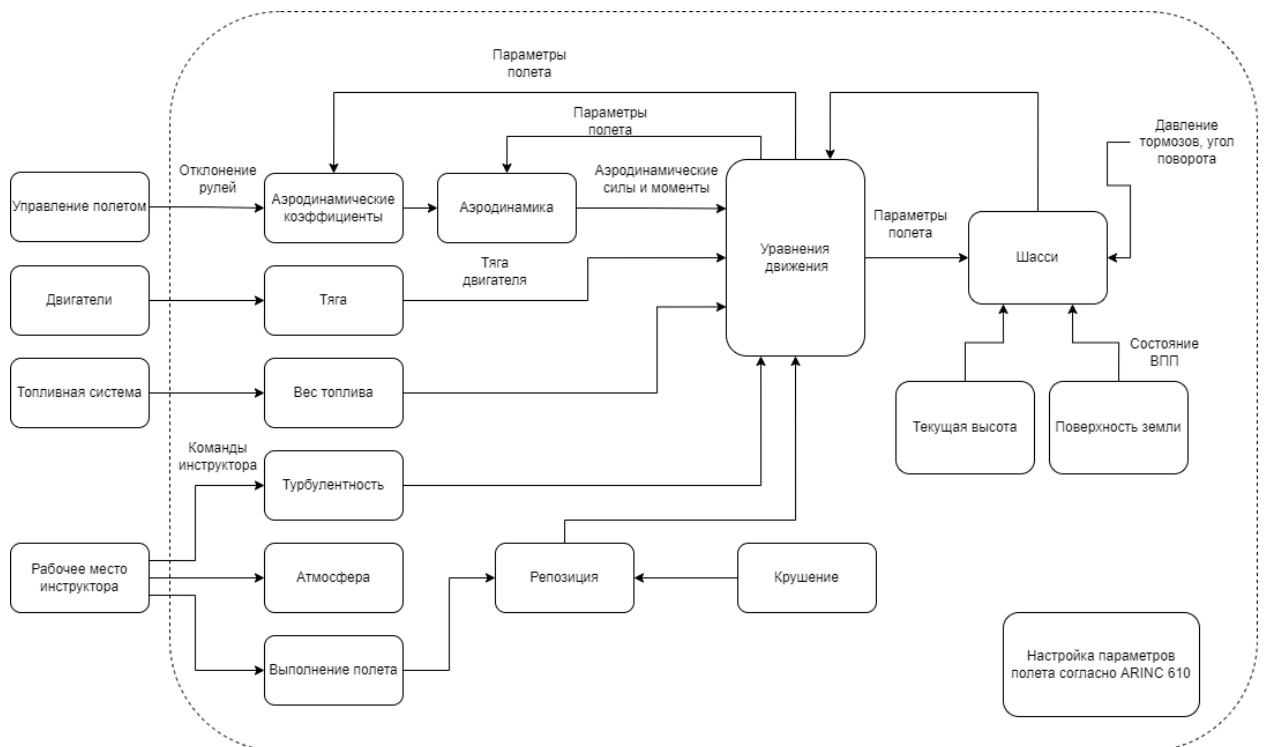 Параметры
полета
Параметры
полета
Давление
тормозов, угол
поворота
Отклонение
рулей
Аэродинамические
силы и моменты
Управление полетом
Аэродинамические
коэффициенты
Аэродинамика
Параметры
полета
Уравнения
движения
Шасси
Тяга
двигателя
Двигатели
Тяга
Состояние
ВПП
Топливная система
Вес топлива
Текущая высота
Поверхность земли
Команды
инструктора
Турбулентность
Рабочее место
инструктора
Атмосфера
Репозиция
Крушение
Выполнение полета
Настройка параметров
полета согласно ARINC 610